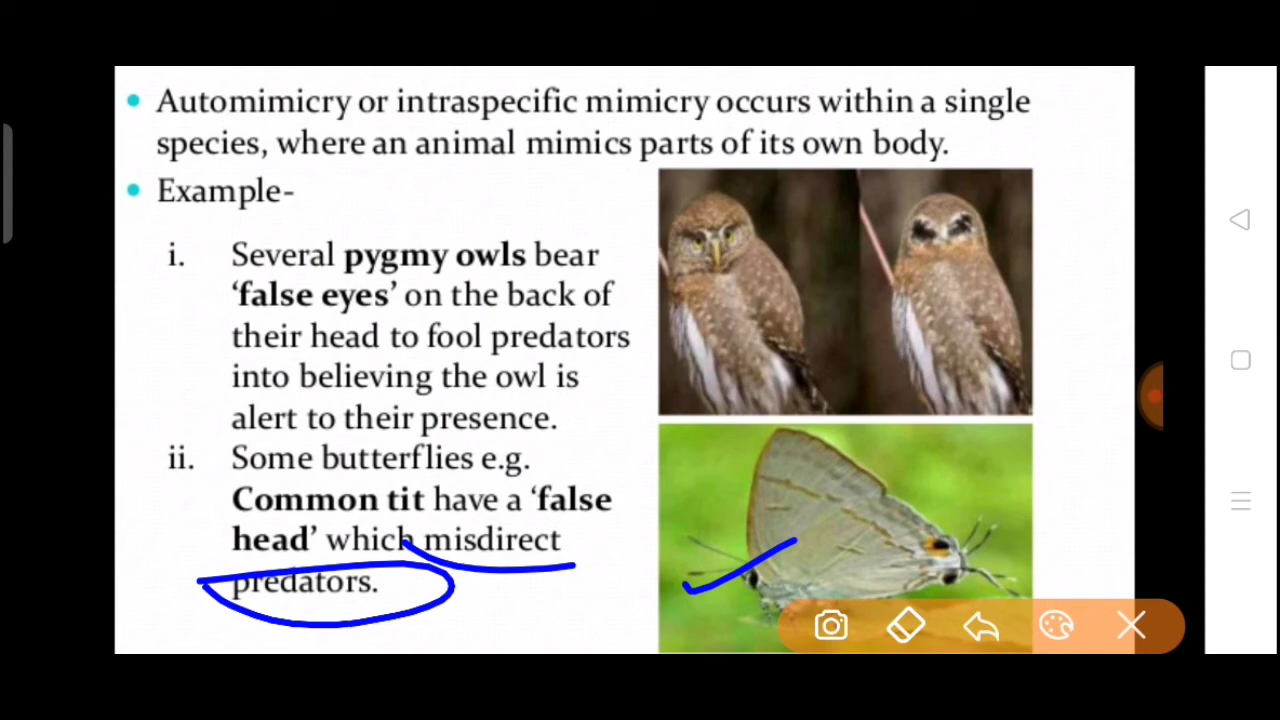 Automimicry or intraspecific mimicry occurs within a single
species, where an animal mimics parts of its own body.
Example-
i. Several pygmy owls bear
‘false eyes’ on the back of
their head to fool predators
into believing the owl is
alert to their presence.
ii. Some butterflies e.g.
Common tit have a ‘false
head’ which misdirect
predators.